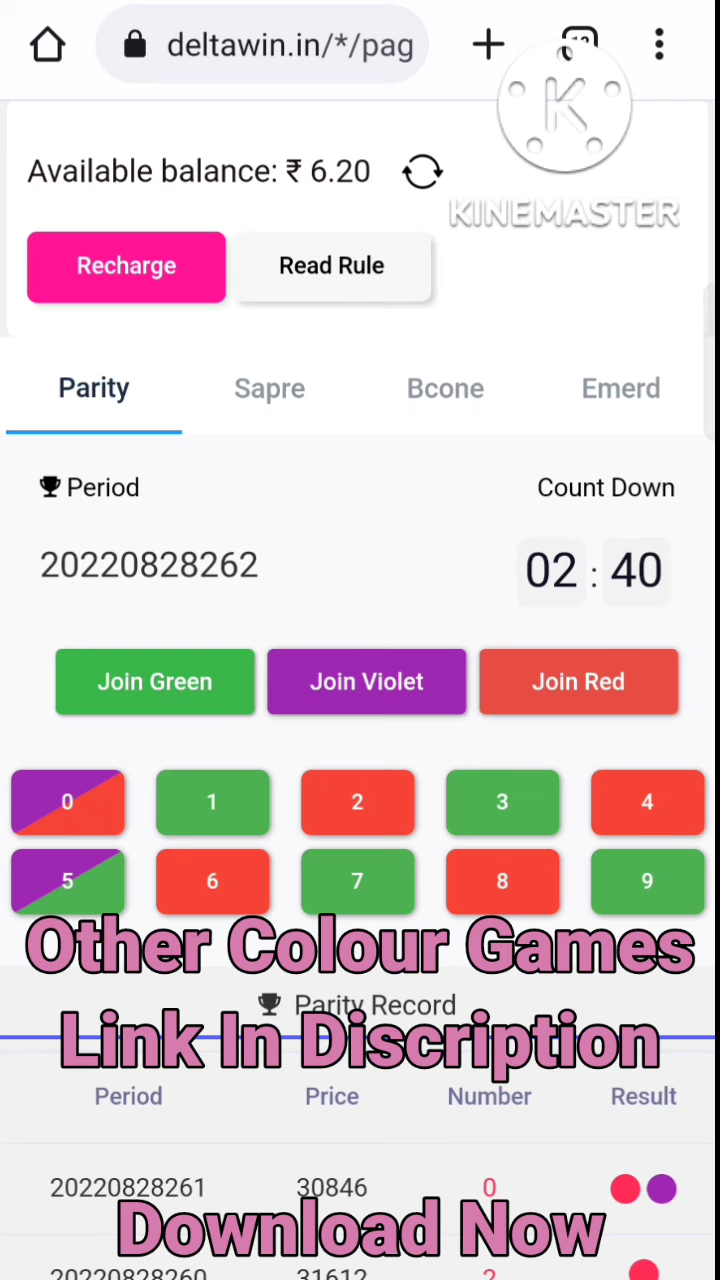 deltawin.in/*/pag
K
KINEMASTER
Available balance: ₹ 6.20
Recharge
Read Rule
Parity Sapre Bcone Emerd
Period Count Down
20220828262 02 : 40
Join Green Join Violet Join Red
0 1 2 3 4
5 6 7 8 9
Other Colour Games
Parity Record
Link In Discription
Period Price Number Result
20220828261 30846 0
Download Now
20220828260 31612 2